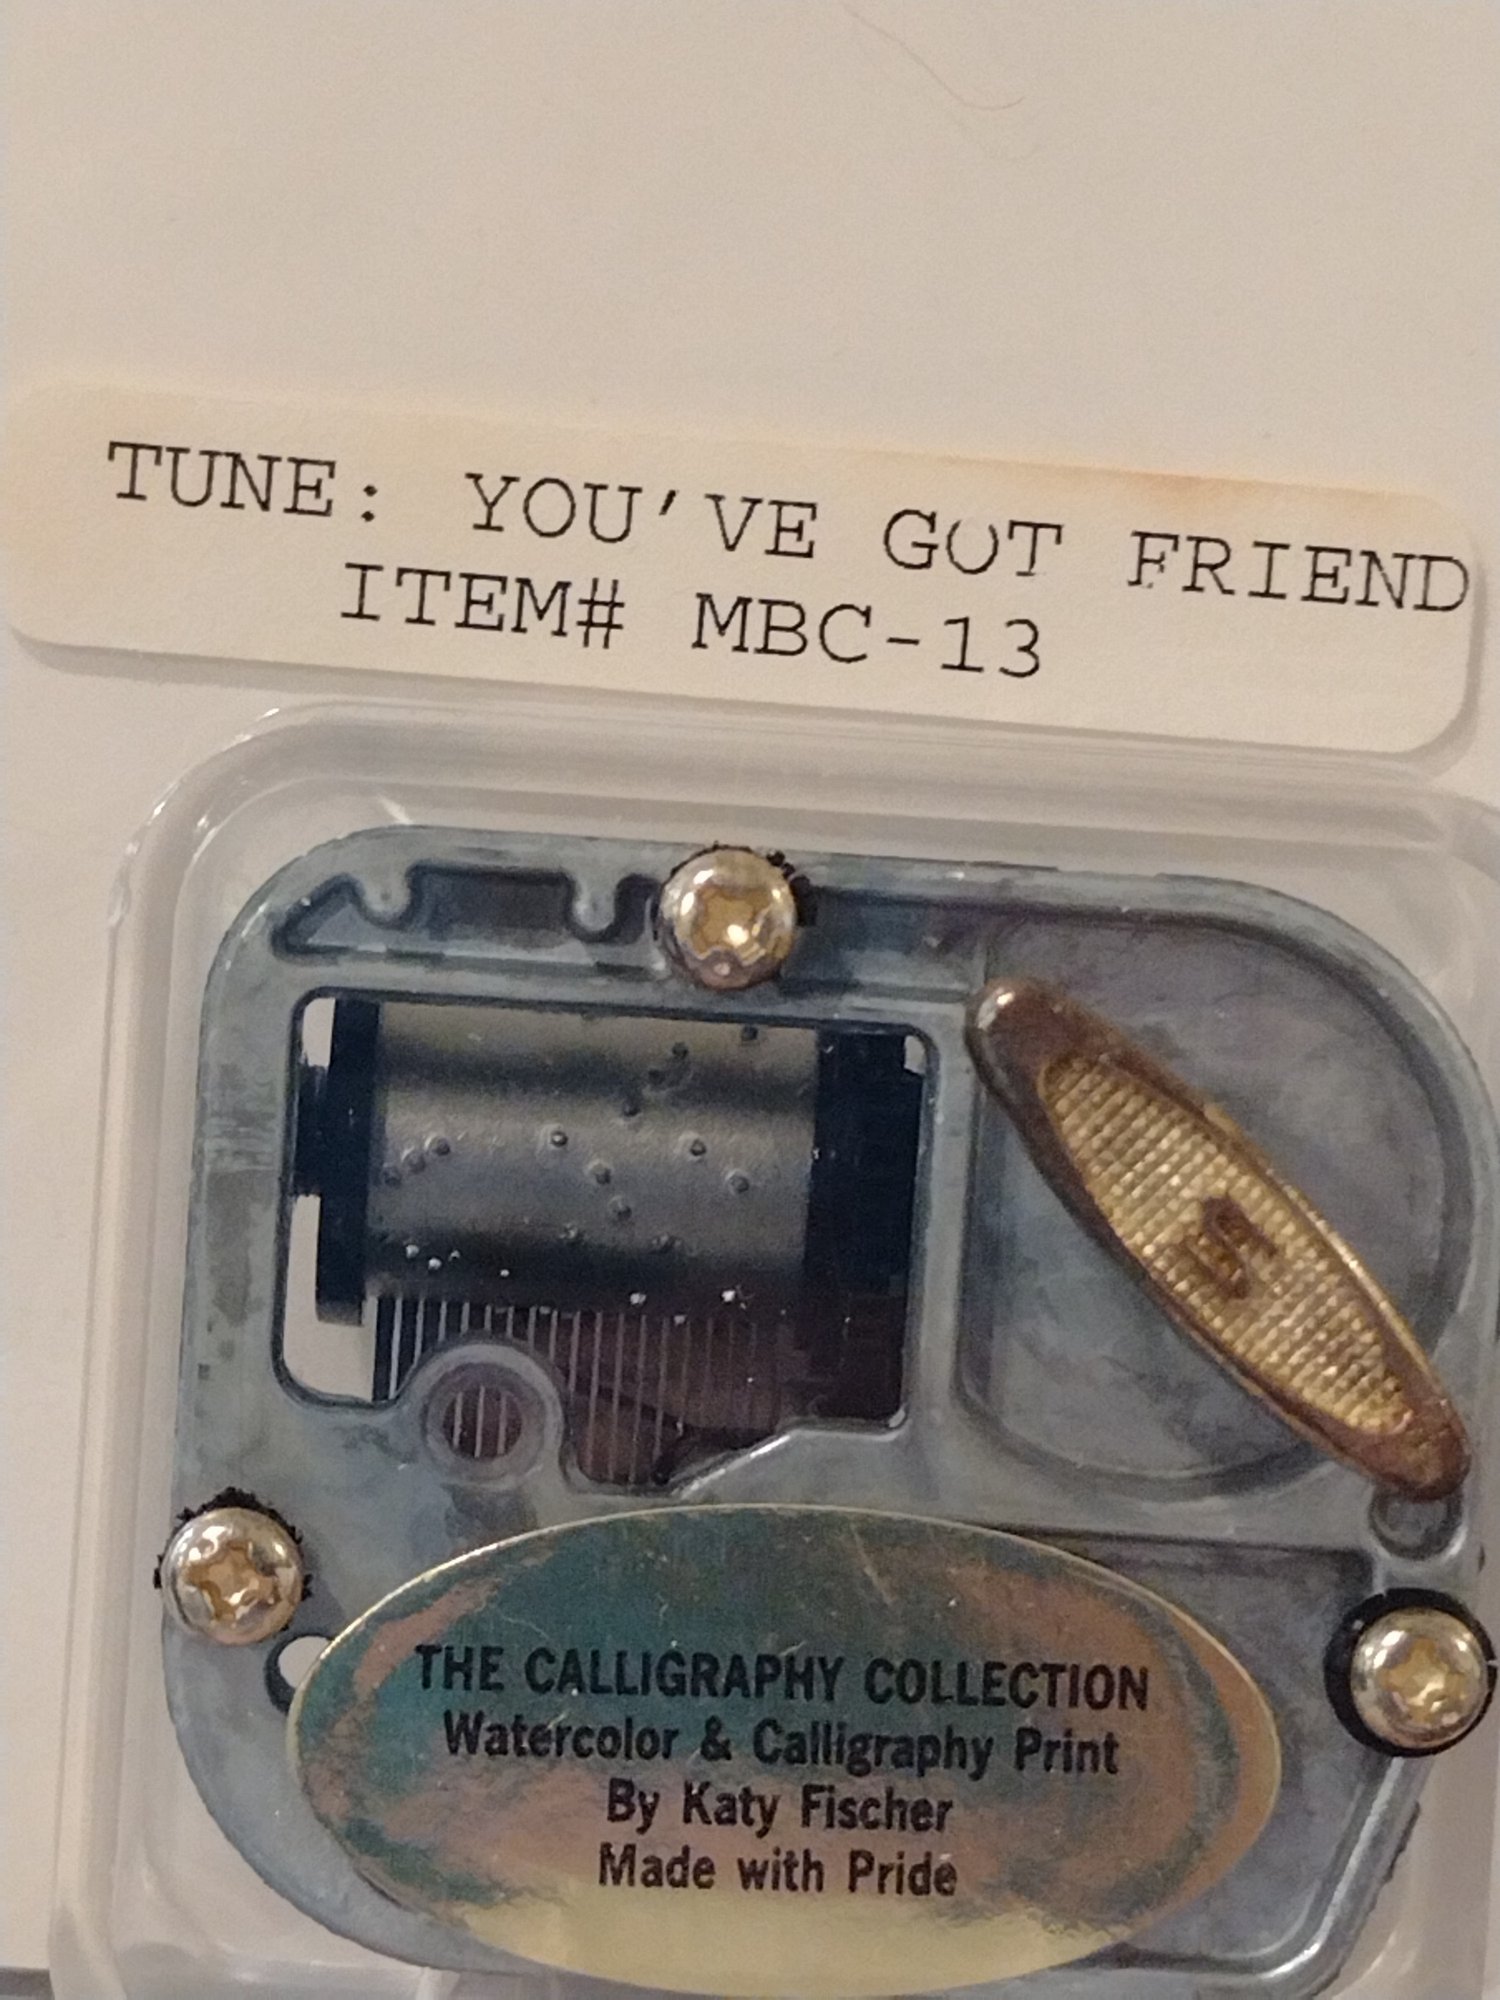 TUNE: YOU'VE GOT FRIEND
ITEM# MBC-13
THE CALLIGRAPHY COLLECTION
Watercolor & Calligraphy Print
By Katy Fischer
Made with Pride